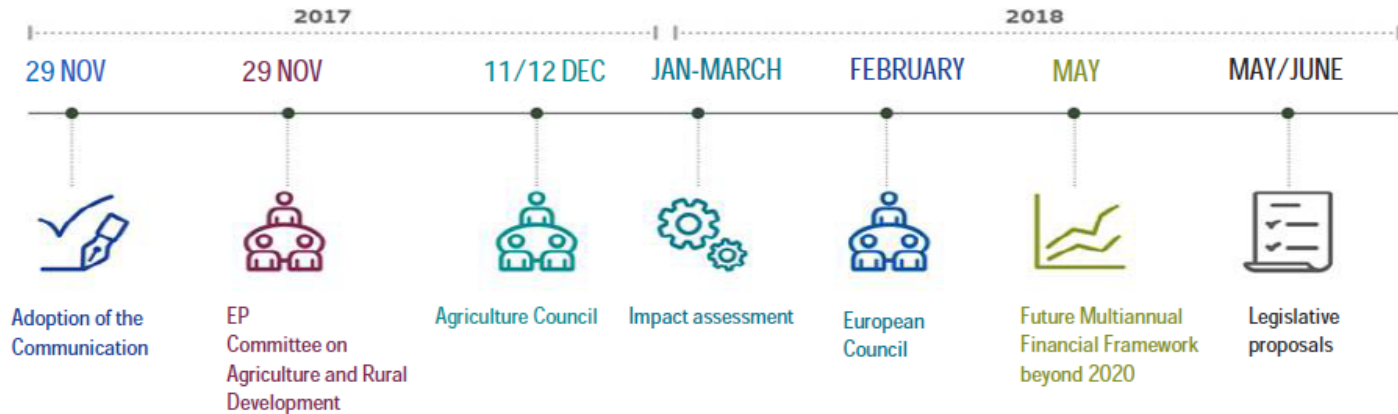 2017
2018
29 NOV
29 NOV
11/12 DEC
JAN-MARCH
FEBRUARY
MAY
MAY/JUNE
Adoption of the
Communication
EP
Committee on
Agriculture and Rural
Development
Agriculture Council
Impact assessment
European
Council
Future Multiannual
Financial Framework
beyond 2020
Legislative
proposals